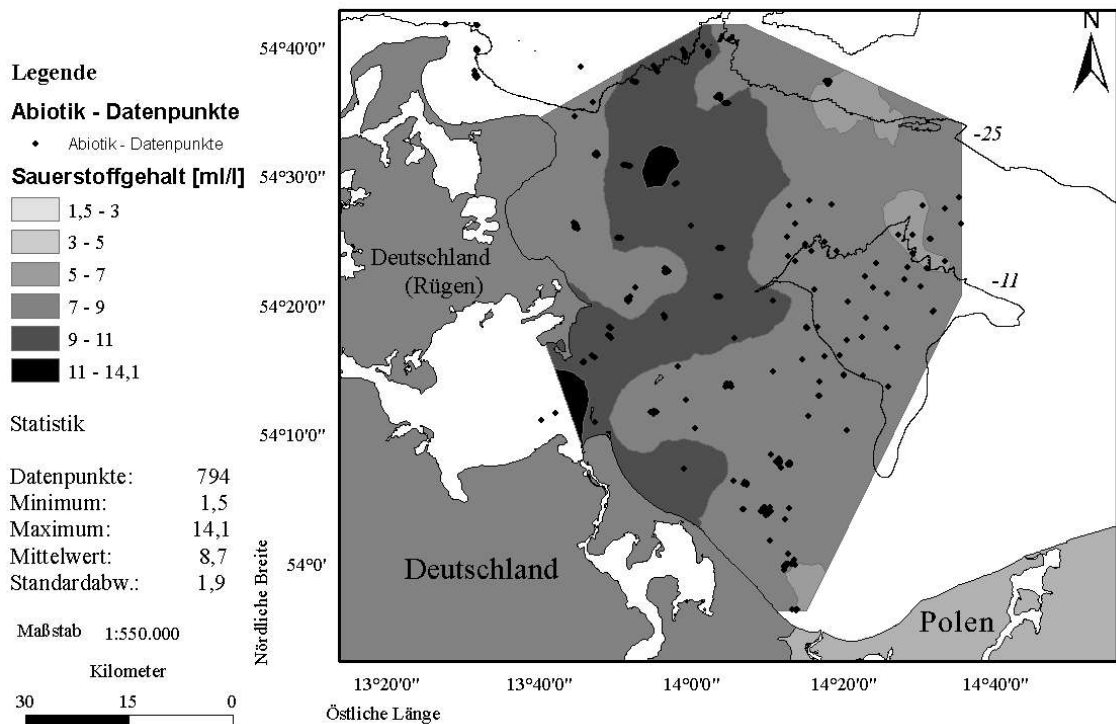 Legende
Abiotik - Datenpunkte
Abiotik - Datenpunkte
Sauerstoffgehalt [ml/l]
1,5 - 3
3 - 5
5 - 7
7 - 9
9 - 11
11 - 14,1
Statistik
Datenpunkte: 794
Minimum: 1,5
Maximum: 14,1
Mittelwert: 8,7
Standardabw.: 1,9
Maßstab 1:550.000
Kilometer
30 15 0
Nördliche Breite
54°40'0"
54°30'0"
54°20'0"
54°10'0"
54°0'
N
-25
-11
Deutschland
(Rügen)
Deutschland
Polen
13°20'0" 13°40'0" 14°0'0" 14°20'0" 14°40'0"
Östliche Länge